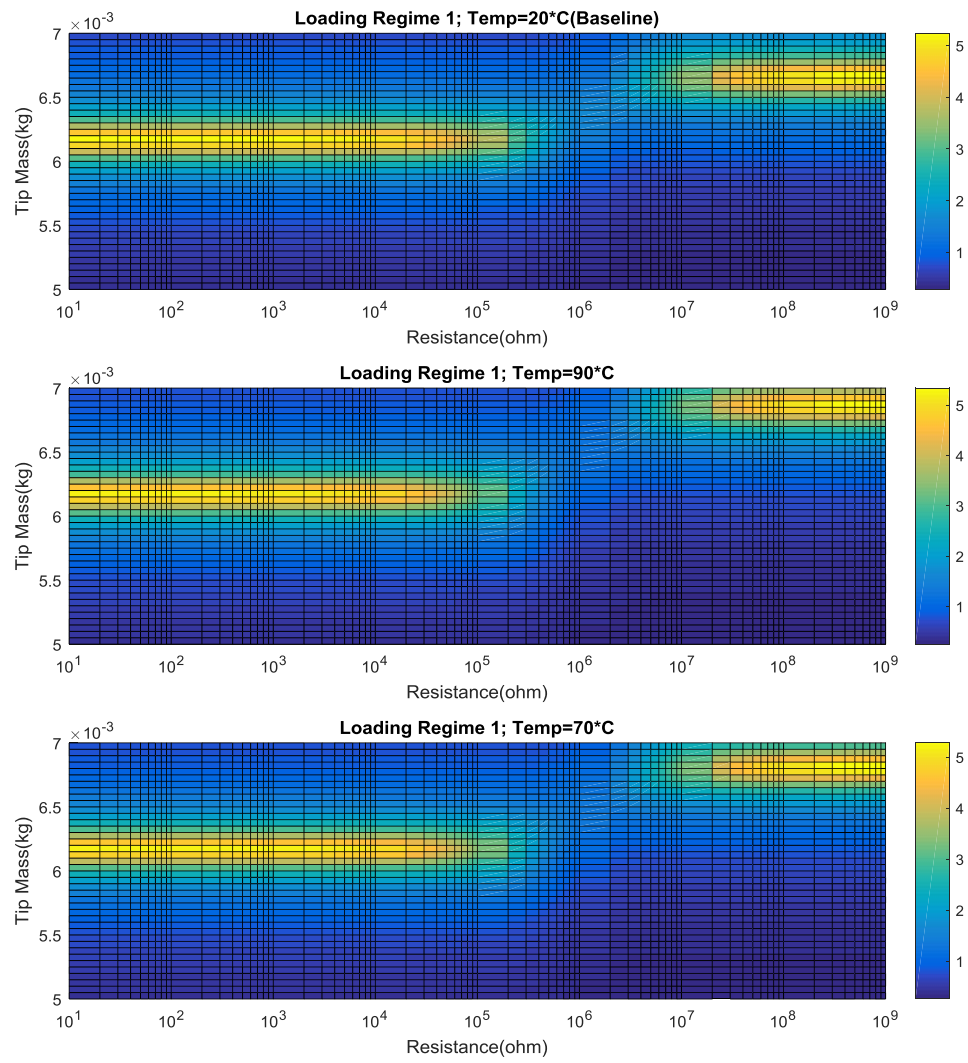 Loading Regime 1; Temp=20*C(Baseline)
×10-3
7
6.5
6
5.5
5
Tip Mass(kg)
101 102 103 104 105 106 107 108 109
Resistance(ohm)
5
4
3
2
1
Loading Regime 1; Temp=90*C
×10-3
7
6.5
6
5.5
5
Tip Mass(kg)
101 102 103 104 105 106 107 108 109
Resistance(ohm)
5
4
3
2
1
Loading Regime 1; Temp=70*C
×10-3
7
6.5
6
5.5
5
Tip Mass(kg)
101 102 103 104 105 106 107 108 109
Resistance(ohm)
5
4
3
2
1